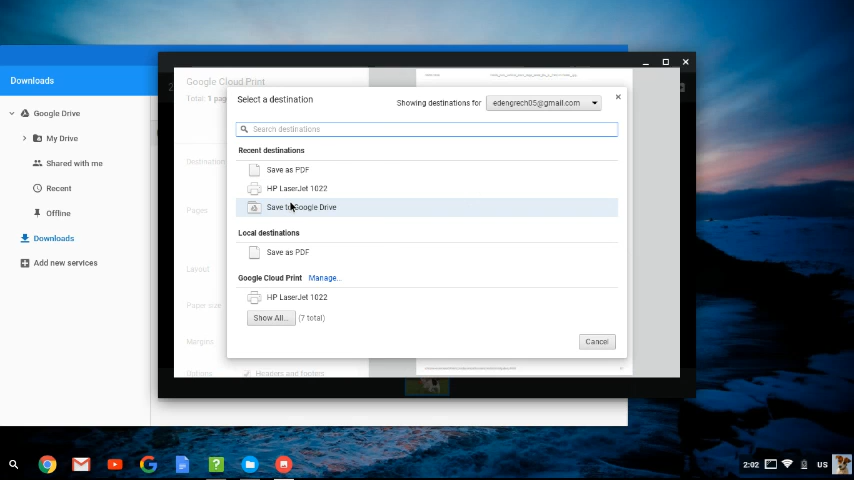 Downloads
Google Drive
My Drive
Shared with me
Recent
Offline
Downloads
Add new services
Google Cloud Print
Total: 1 page
Destination
Pages
Layout
Paper size
Margins
Options
Headers and footers
Select a destination
Showing destinations for edengrech05@gmail.com
Search destinations
Recent destinations
Save as PDF
HP LaserJet 1022
Save to Google Drive
Local destinations
Save as PDF
Google Cloud Print Manage...
HP LaserJet 1022
Show All... (7 total)
Cancel
2:02
US